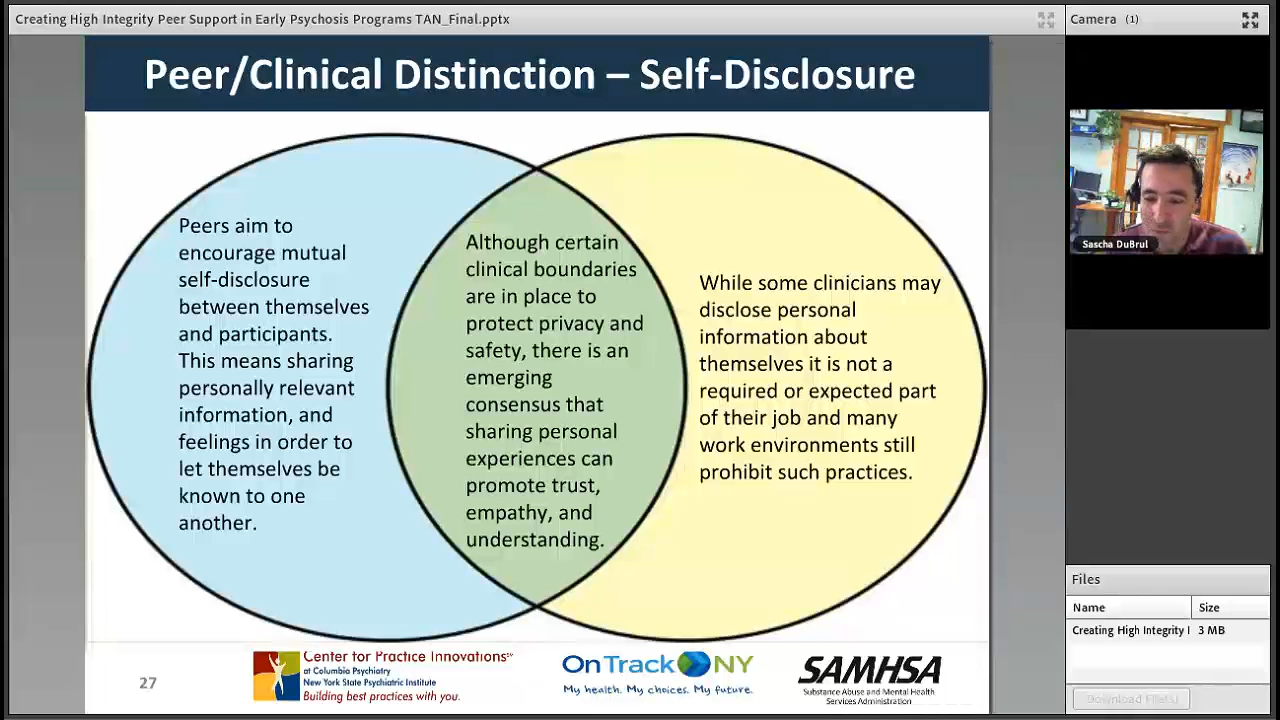 Creating High Integrity Peer Support in Early Psychosis Programs TAN_Final.pptx
Peer/Clinical Distinction – Self-Disclosure
Peers aim to
encourage mutual
self-disclosure
between themselves
and participants.
This means sharing
personally relevant
information, and
feelings in order to
let themselves be
known to one
another.
Although certain
clinical boundaries
are in place to
protect privacy and
safety, there is an
emerging
consensus that
sharing personal
experiences can
promote trust,
empathy, and
understanding.
While some clinicians may
disclose personal
information about
themselves it is not a
required or expected part
of their job and many
work environments still
prohibit such practices.
27
Center for Practice Innovations℠
at Columbia Psychiatry
New York State Psychiatric Institute
Building best practices with you.
OnTrackNY
My health. My choices. My future.
SAMHSA
Substance Abuse and Mental Health
Services Administration
Camera (1)
Sascha DuBrul
Files
Name Size
Creating High Integrity I 3 MB
Download File(s)